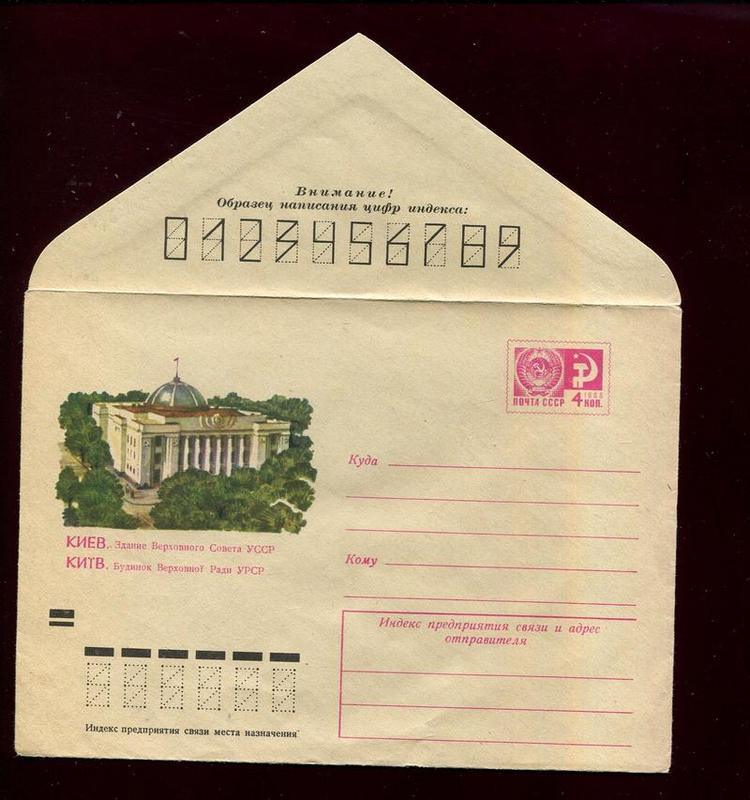 Внимание!
Образец написания цифр индекса:
0123456789
ПОЧТА СССР
1966
4 КОП.
Куда
КИЕВ. Здание Верховного Совета УССР
КИЇВ. Будинок Верховної Ради УРСР
Кому
Индекс предприятия связи и адрес
отправителя
Индекс предприятия связи места назначения